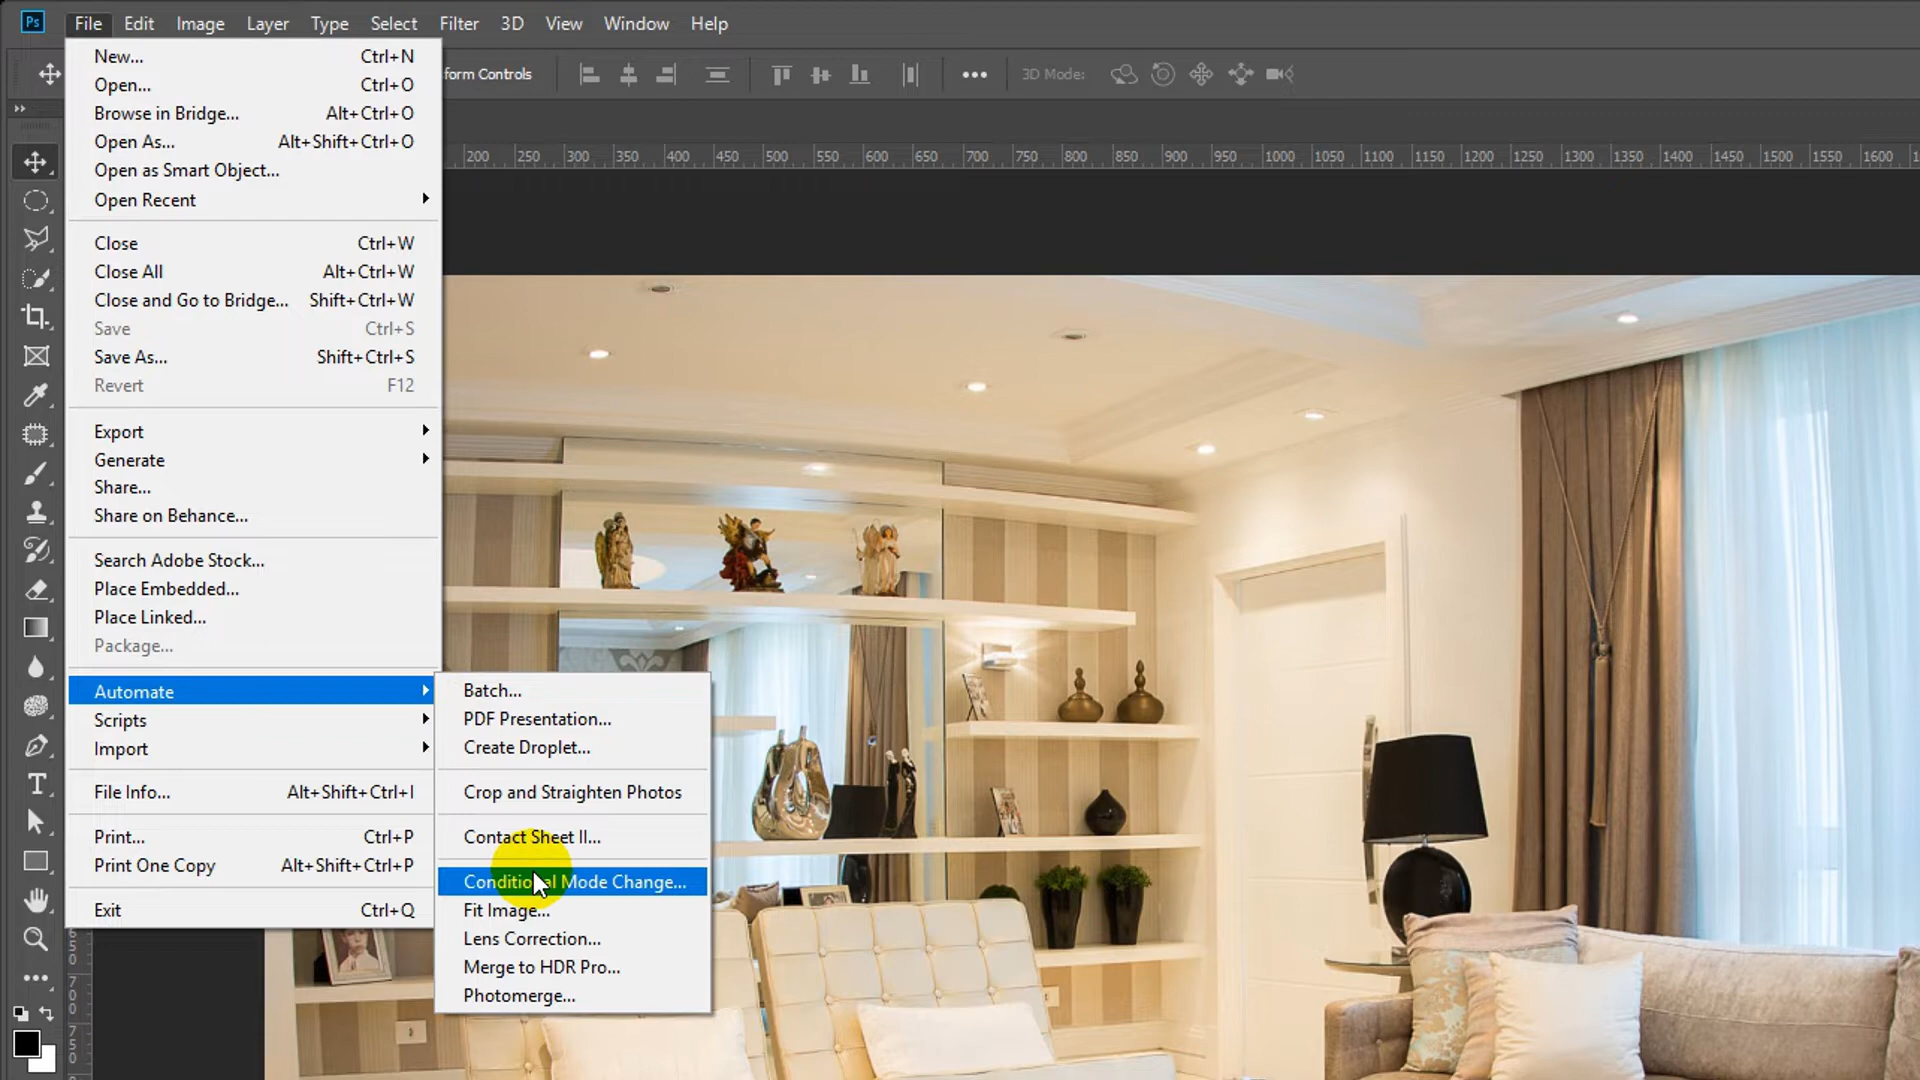 Ps File Edit Image Layer Type Select Filter 3D View Window Help
form Controls 3D Mode:
200 250 300 350 400 450 500 550 600 650 700 750 800 850 900 950 1000 1050 1100 1150 1200 1250 1300 1350 1400 1450 1500 1550 1600
New... Ctrl+N
Open... Ctrl+O
Browse in Bridge... Alt+Ctrl+O
Open As... Alt+Shift+Ctrl+O
Open as Smart Object...
Open Recent
Close Ctrl+W
Close All Alt+Ctrl+W
Close and Go to Bridge... Shift+Ctrl+W
Save Ctrl+S
Save As... Shift+Ctrl+S
Revert F12
Export
Generate
Share...
Share on Behance...
Search Adobe Stock...
Place Embedded...
Place Linked...
Package...
Automate
Scripts
Import
File Info... Alt+Shift+Ctrl+I
Print... Ctrl+P
Print One Copy Alt+Shift+Ctrl+P
Exit Ctrl+Q
Batch...
PDF Presentation...
Create Droplet...
Crop and Straighten Photos
Contact Sheet II...
Conditional Mode Change...
Fit Image...
Lens Correction...
Merge to HDR Pro...
Photomerge...
650
700
750